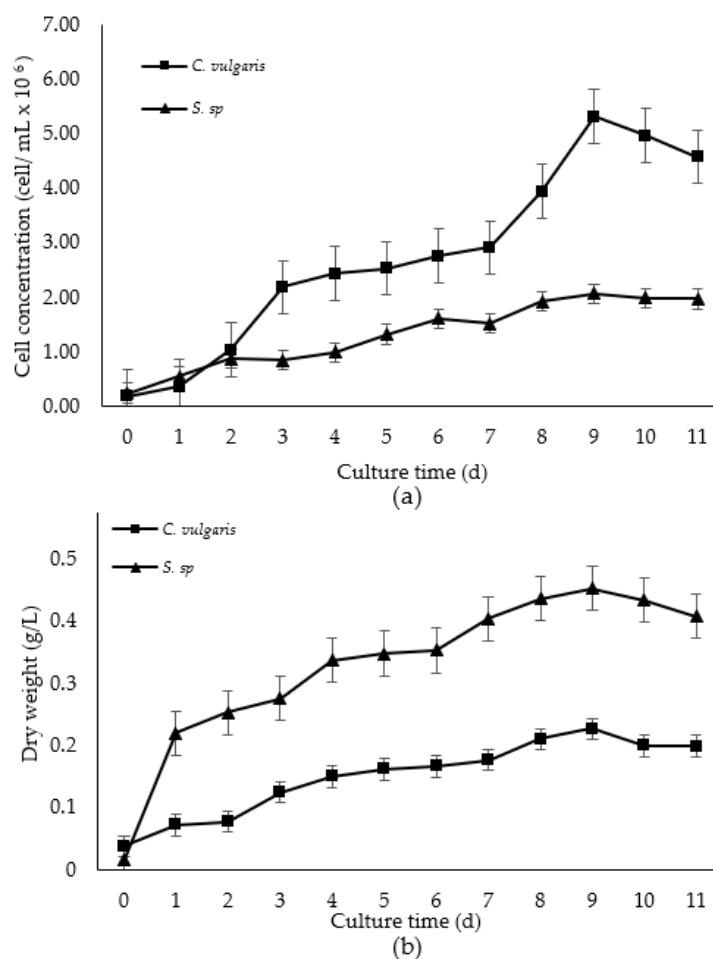 7.00
6.00
5.00
4.00
3.00
2.00
1.00
0.00
Cell concentration (cell/ mL x 10 6)
C. vulgaris
S. sp
0 1 2 3 4 5 6 7 8 9 10 11
Culture time (d)
(a)
0.5
0.4
0.3
0.2
0.1
0
Dry weight (g/L)
C. vulgaris
S. sp
0 1 2 3 4 5 6 7 8 9 10 11
Culture time (d)
(b)